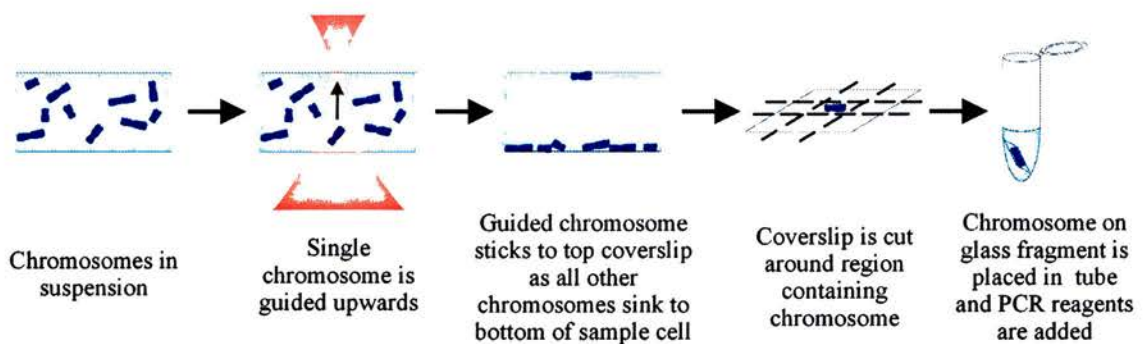 Chromosomes in
suspension
Single
chromosome is
guided upwards
Guided chromosome
sticks to top coverslip
as all other
chromosomes sink to
bottom of sample cell
Coverslip is cut
around region
containing
chromosome
Chromosome on
glass fragment is
placed in tube
and PCR reagents
are added